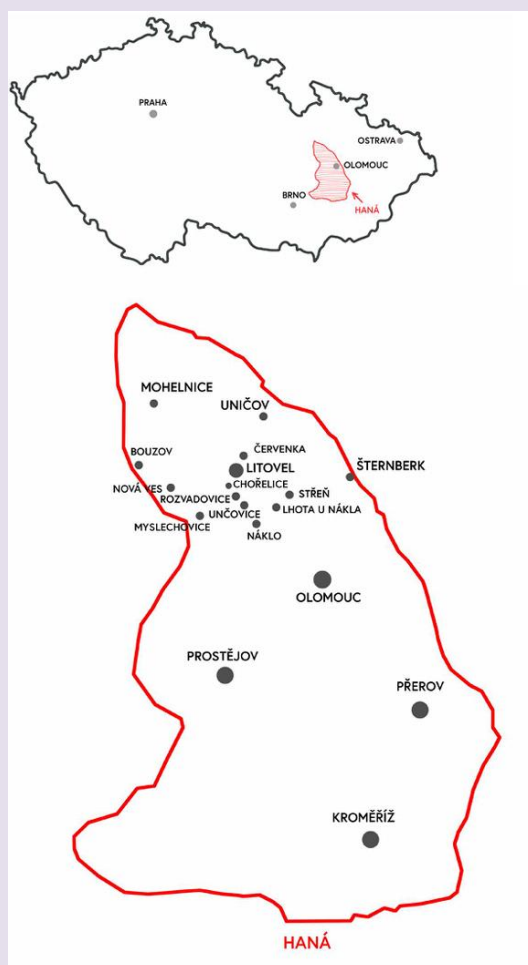 PRAHA
OSTRAVA
OLOMOUC
BRNO
HANÁ
MOHELNICE
UNIČOV
BOUZOV
ČERVENKA
LITOVEL
ŠTERNBERK
CHOŘELICE
NOVÁ VES
ROZVADOVICE
STŘEŇ
LHOTA U NÁKLA
UNČOVICE
MYSLECHOVICE
NÁKLO
OLOMOUC
PROSTĚJOV
PŘEROV
KROMĚŘÍŽ
HANÁ